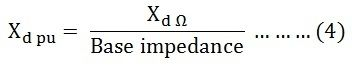 X_d pu = X_d Ω / Base impedance … … … (4)